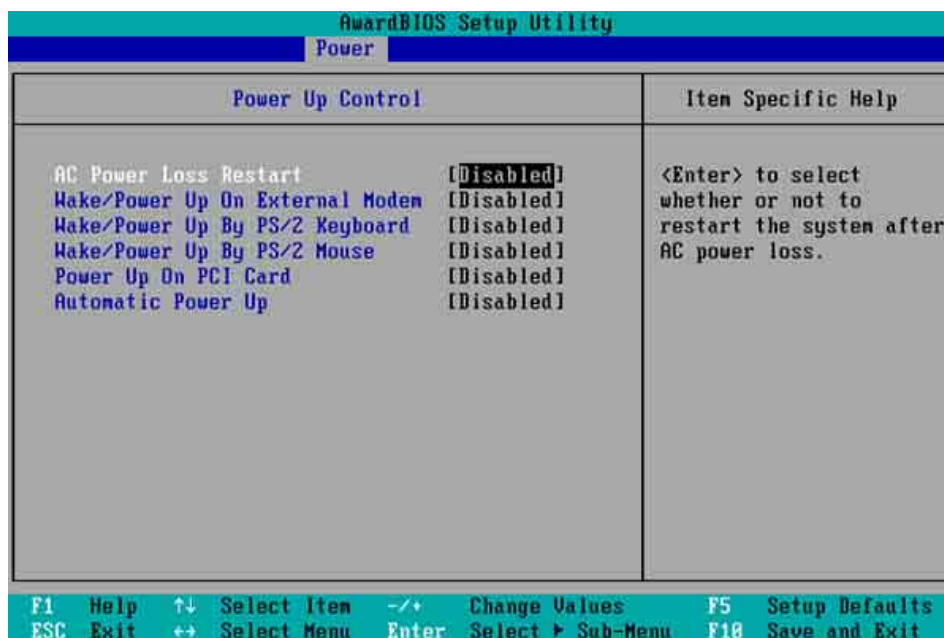 AwardBIOS Setup Utility
Power
Power Up Control
Item Specific Help
AC Power Loss Restart [Disabled]
Wake/Power Up On External Modem [Disabled]
Wake/Power Up By PS/2 Keyboard [Disabled]
Wake/Power Up By PS/2 Mouse [Disabled]
Power Up On PCI Card [Disabled]
Automatic Power Up [Disabled]
<Enter> to select
whether or not to
restart the system after
AC power loss.
F1 Help ↑↓ Select Item -/+ Change Values F5 Setup Defaults
ESC Exit ↔ Select Menu Enter Select ► Sub-Menu F10 Save and Exit